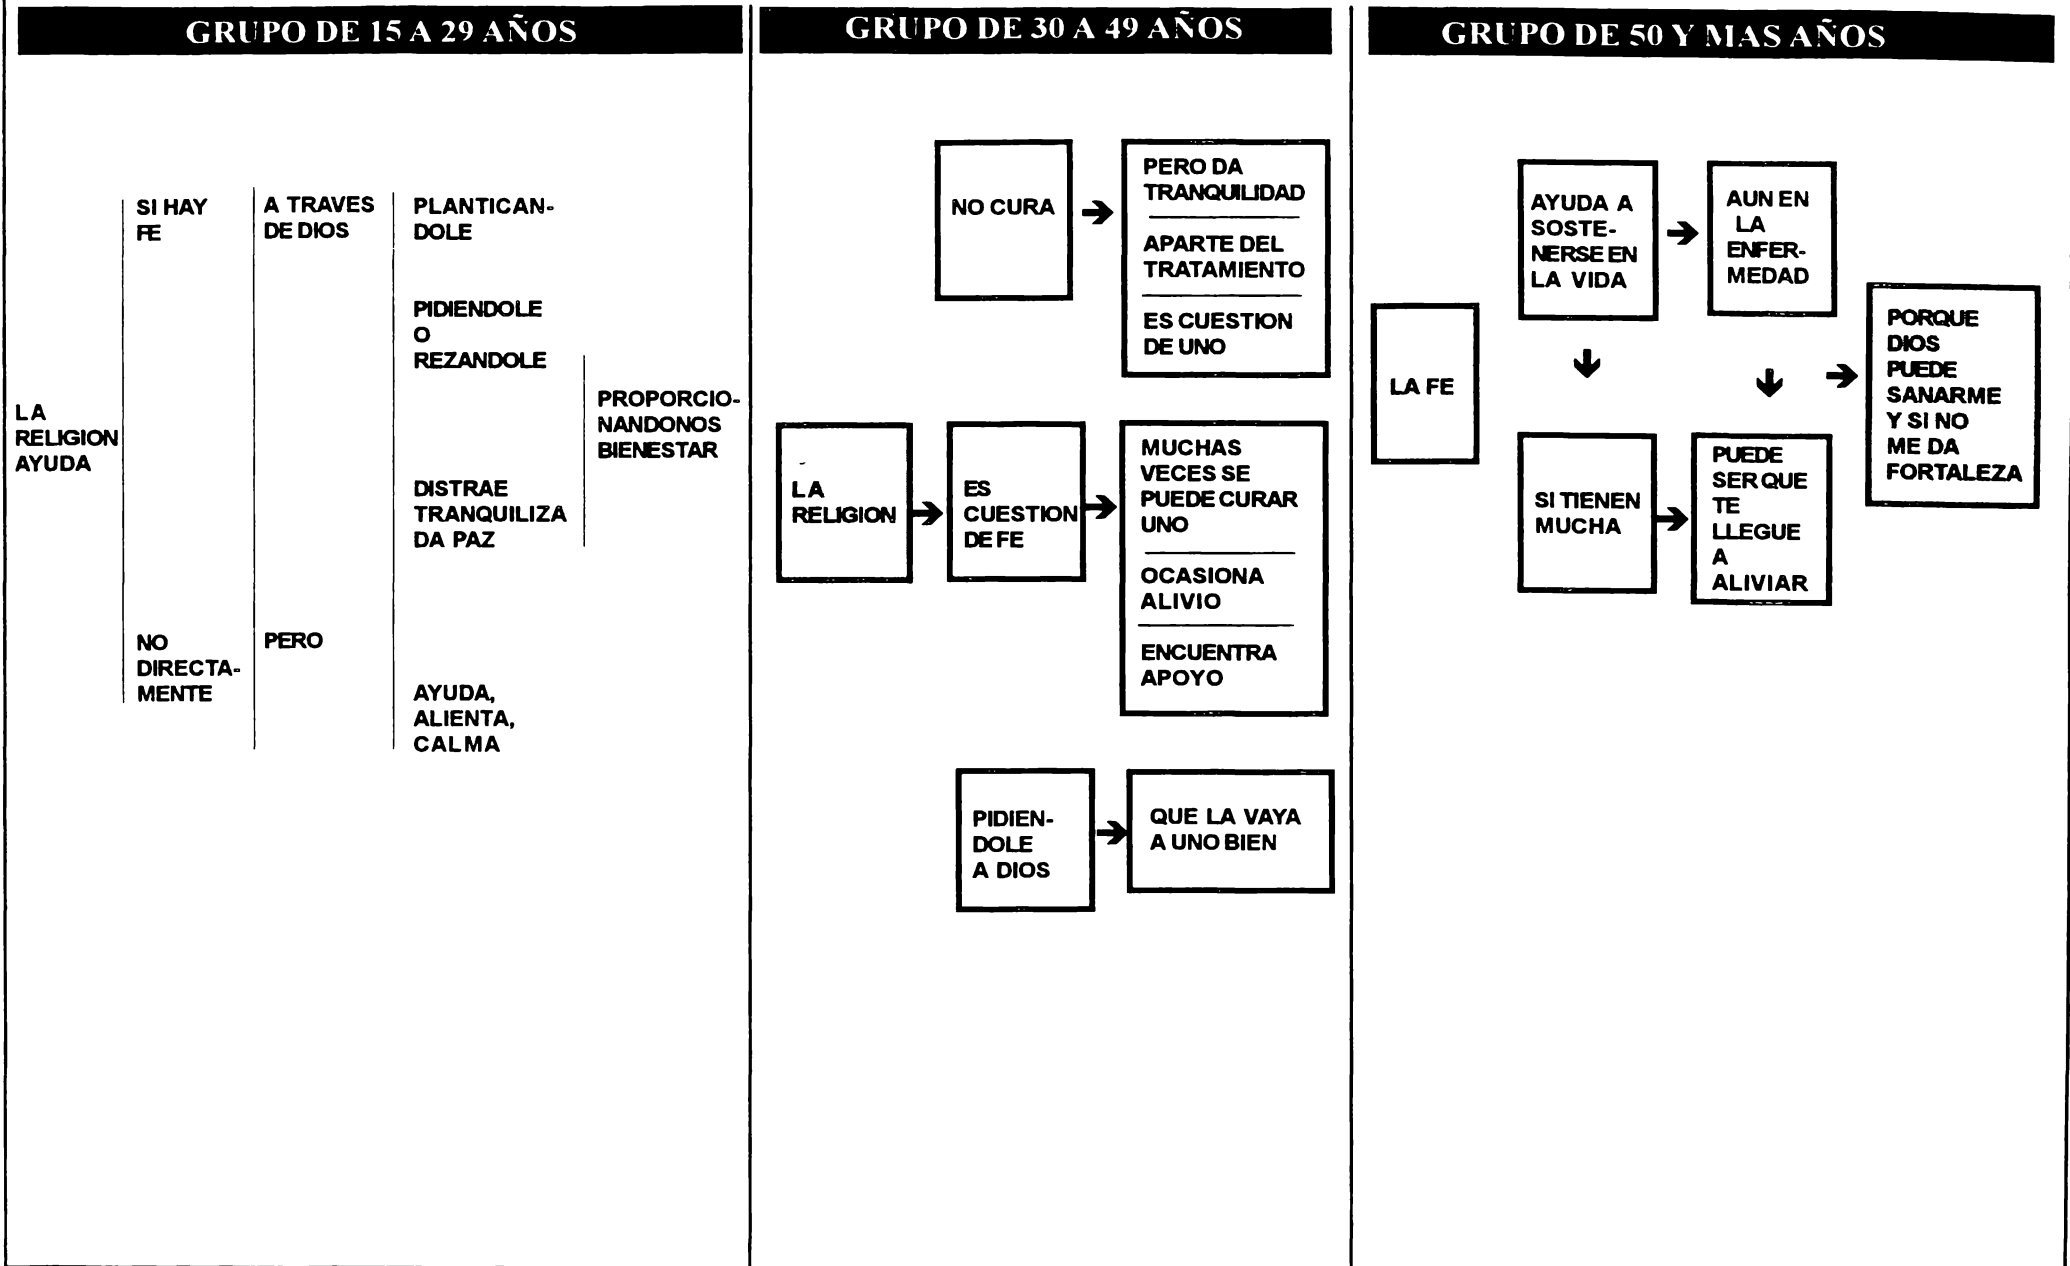 GRUPO DE 15 A 29 AÑOS
LA
RELIGION
AYUDA
SI HAY
FE
NO
DIRECTA-
MENTE
A TRAVES
DE DIOS
PERO
PLANTICAN-
DOLE
PIDIENDOLE
O
REZANDOLE
DISTRAE
TRANQUILIZA
DA PAZ
AYUDA,
ALIENTA,
CALMA
PROPORCIO-
NANDONOS
BIENESTAR
GRUPO DE 30 A 49 AÑOS
NO CURA
PERO DA
TRANQUILIDAD
APARTE DEL
TRATAMIENTO
ES CUESTION
DE UNO
LA
RELIGION
ES
CUESTION
DE FE
MUCHAS
VECES SE
PUEDE CURAR
UNO
OCASIONA
ALIVIO
ENCUENTRA
APOYO
PIDIEN-
DOLE
A DIOS
QUE LA VAYA
A UNO BIEN
GRUPO DE 50 Y MAS AÑOS
LA FE
AYUDA A
SOSTE-
NERSE EN
LA VIDA
AUN EN
LA
ENFER-
MEDAD
SI TIENEN
MUCHA
PUEDE
SER QUE
TE
LLEGUE
A
ALIVIAR
PORQUE
DIOS
PUEDE
SANARME
Y SI NO
ME DA
FORTALEZA